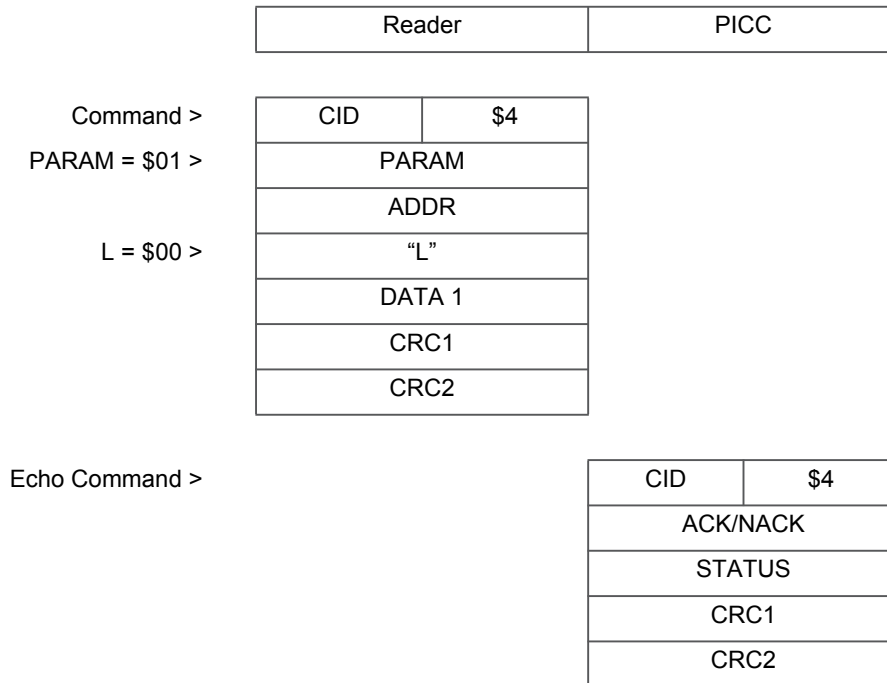 Reader PICC
Command > CID $4
PARAM = $01 > PARAM
ADDR
L = $00 > “L”
DATA 1
CRC1
CRC2
Echo Command > CID $4
ACK/NACK
STATUS
CRC1
CRC2